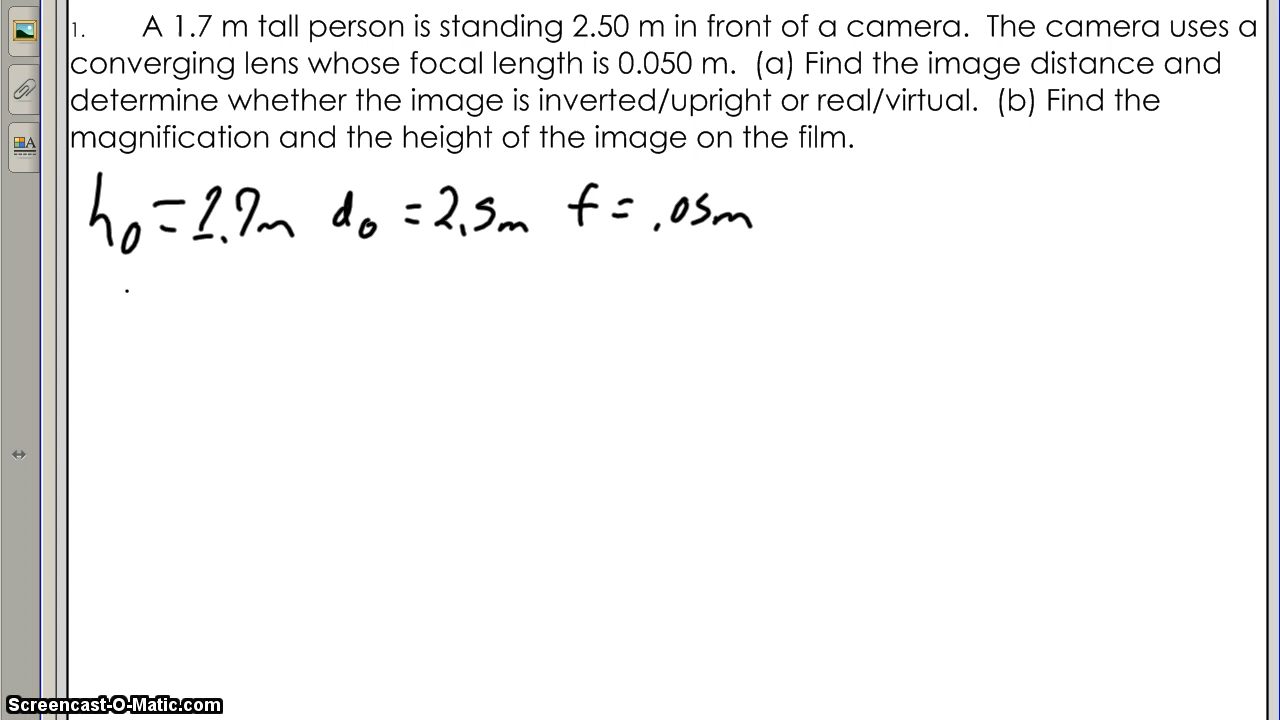 1. A 1.7 m tall person is standing 2.50 m in front of a camera. The camera uses a
converging lens whose focal length is 0.050 m. (a) Find the image distance and
determine whether the image is inverted/upright or real/virtual. (b) Find the
magnification and the height of the image on the film.
h₀ = 1.7m d₀ = 2.5m f = .05m
Screencast-O-Matic.com